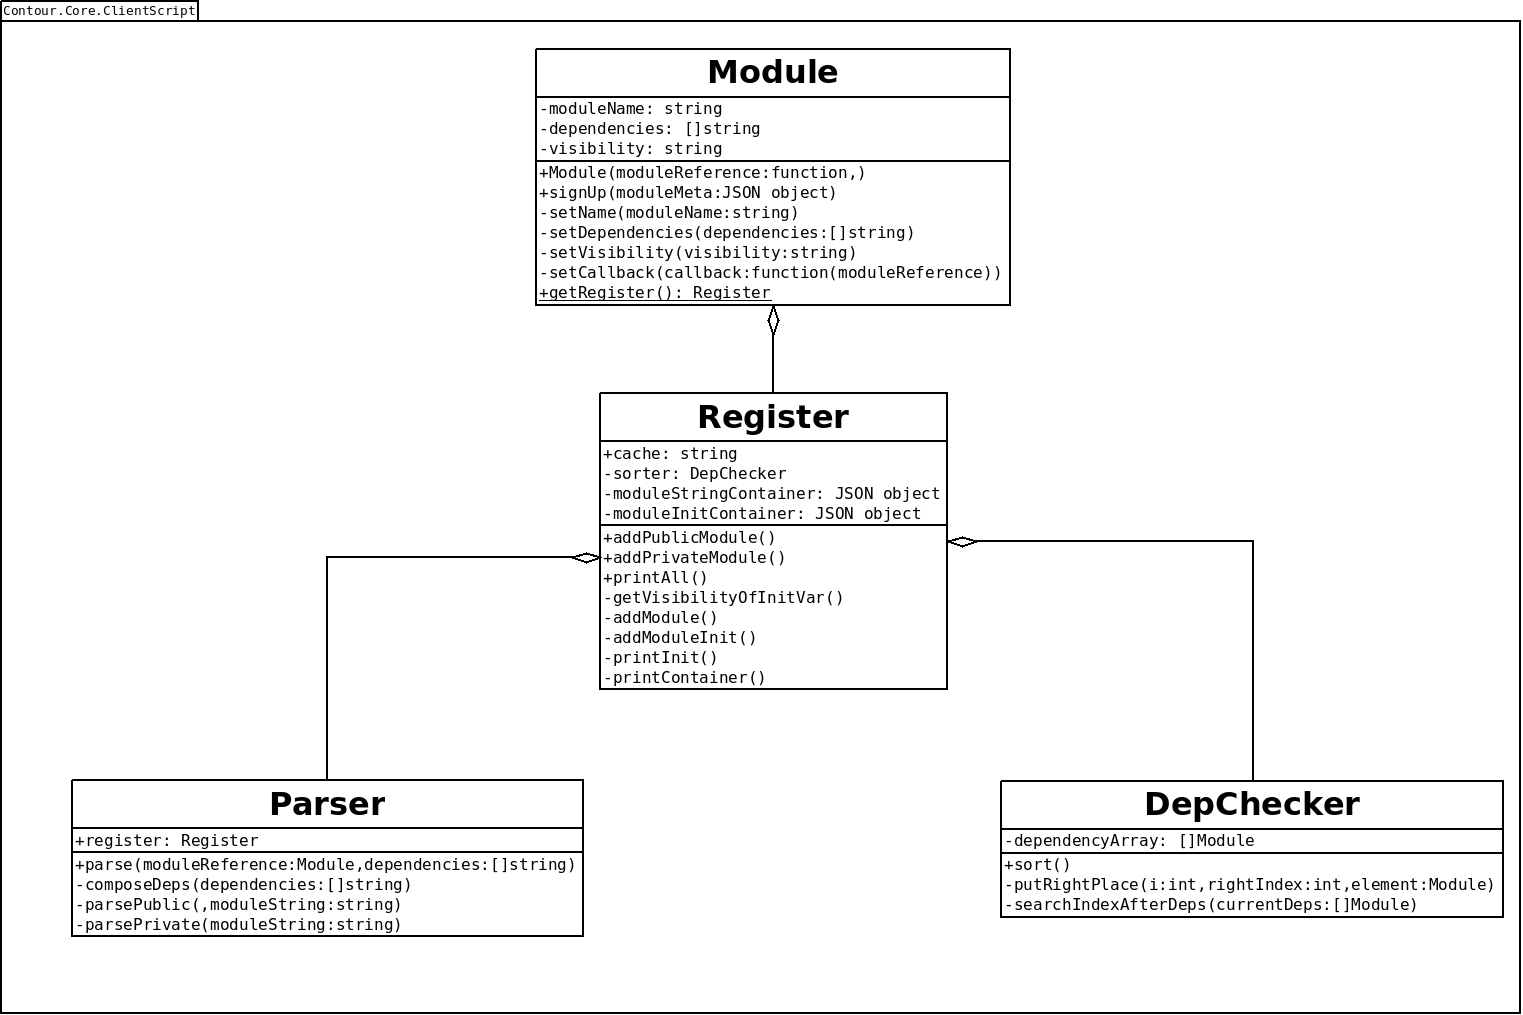 Contour.Core.ClientScript
Module
-moduleName: string
-dependencies: []string
-visibility: string
+Module(moduleReference:function,)
+signUp(moduleMeta:JSON object)
-setName(moduleName:string)
-setDependencies(dependencies:[]string)
-setVisibility(visibility:string)
-setCallback(callback:function(moduleReference))
+getRegister(): Register
Register
+cache: string
-sorter: DepChecker
-moduleStringContainer: JSON object
-moduleInitContainer: JSON object
+addPublicModule()
+addPrivateModule()
+printAll()
-getVisibilityOfInitVar()
-addModule()
-addModuleInit()
-printInit()
-printContainer()
Parser
+register: Register
+parse(moduleReference:Module,dependencies:[]string)
-composeDeps(dependencies:[]string)
-parsePublic(,moduleString:string)
-parsePrivate(moduleString:string)
DepChecker
-dependencyArray: []Module
+sort()
-putRightPlace(i:int,rightIndex:int,element:Module)
-searchIndexAfterDeps(currentDeps:[]Module)